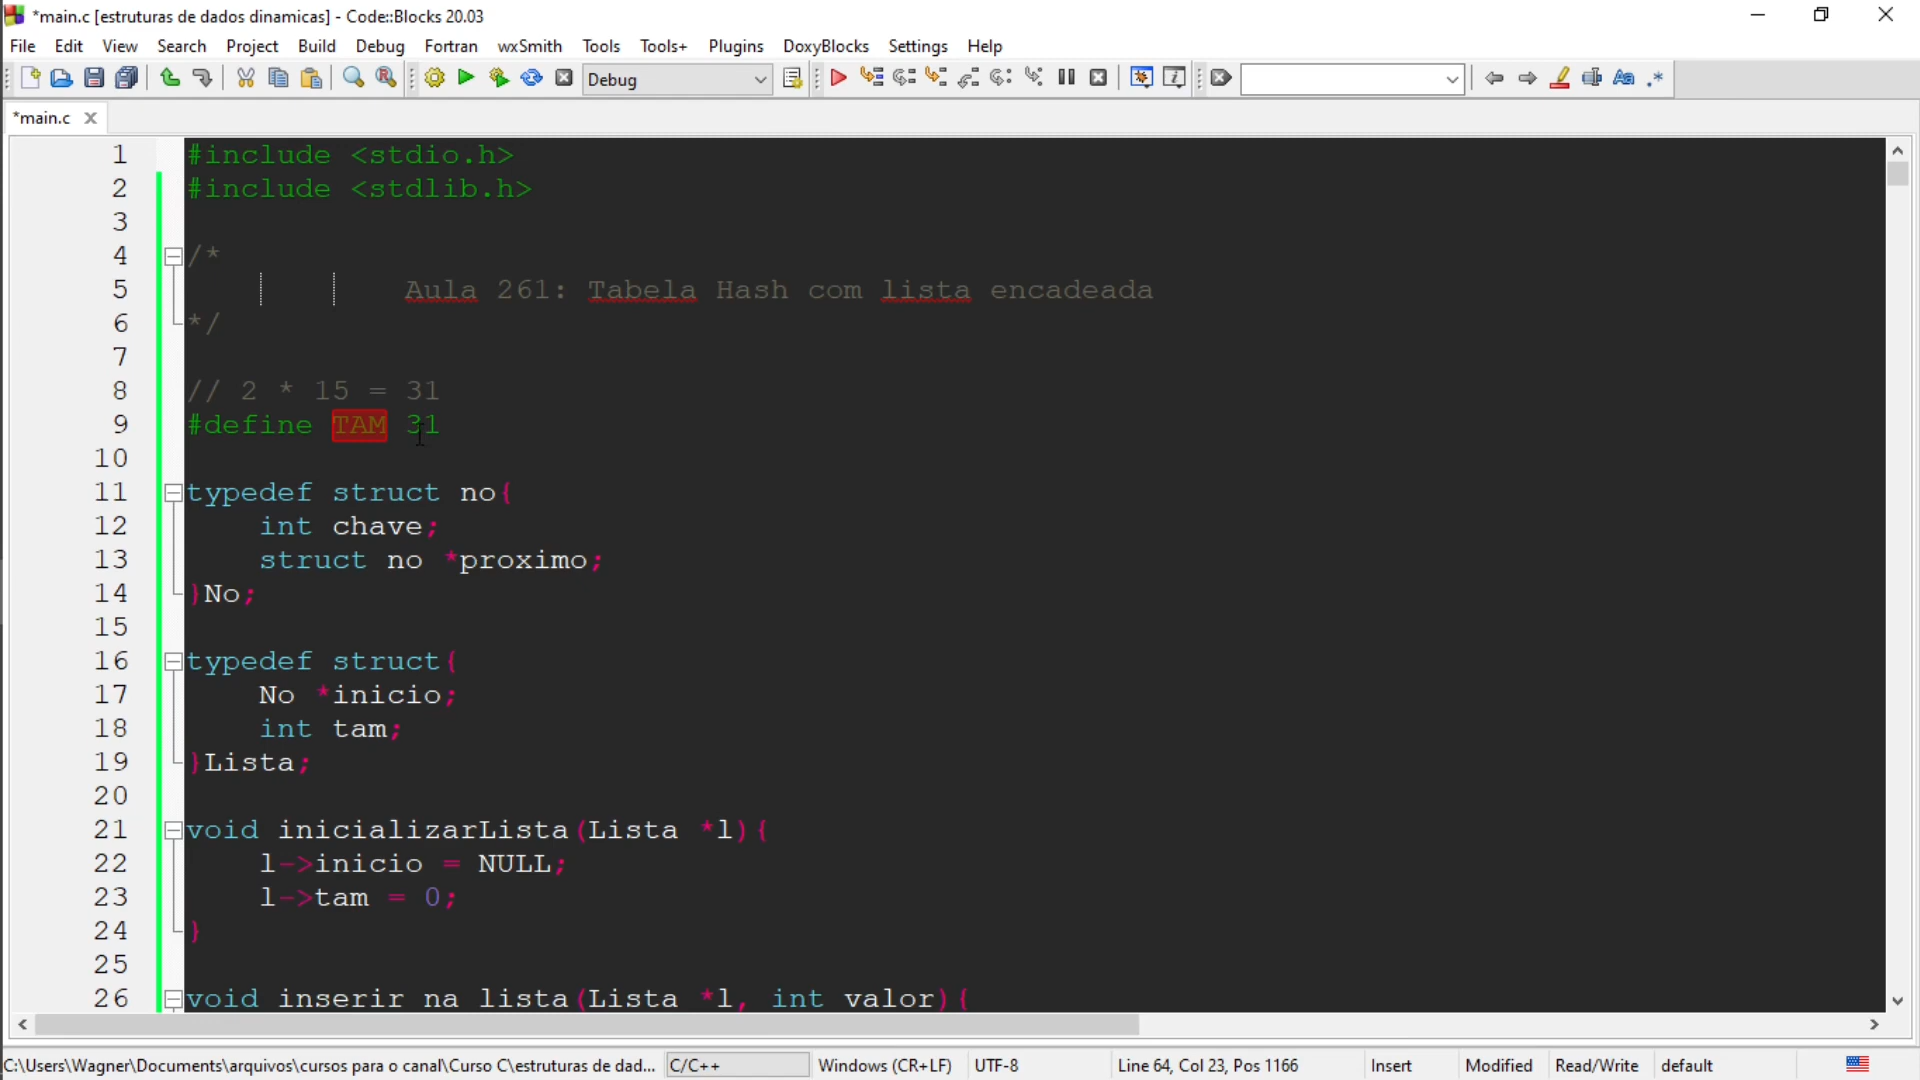 *main.c [estruturas de dados dinamicas] - Code::Blocks 20.03
File Edit View Search Project Build Debug Fortran wxSmith Tools Tools+ Plugins DoxyBlocks Settings Help
Debug
*main.c
1 #include <stdio.h>
2 #include <stdlib.h>
3
4 /*
5 Aula 261: Tabela Hash com lista encadeada
6 */
7
8 // 2 * 15 = 31
9 #define TAM 31
10
11 typedef struct no{
12 int chave;
13 struct no *proximo;
14 }No;
15
16 typedef struct{
17 No *inicio;
18 int tam;
19 }Lista;
20
21 void inicializarLista(Lista *l){
22 l->inicio = NULL;
23 l->tam = 0;
24 }
25
26 void inserir na lista(Lista *l, int valor){
C:\Users\Wagner\Documents\arquivos\cursos para o canal\Curso C\estruturas de dad... C/C++ Windows (CR+LF) UTF-8 Line 64, Col 23, Pos 1166 Insert Modified Read/Write default